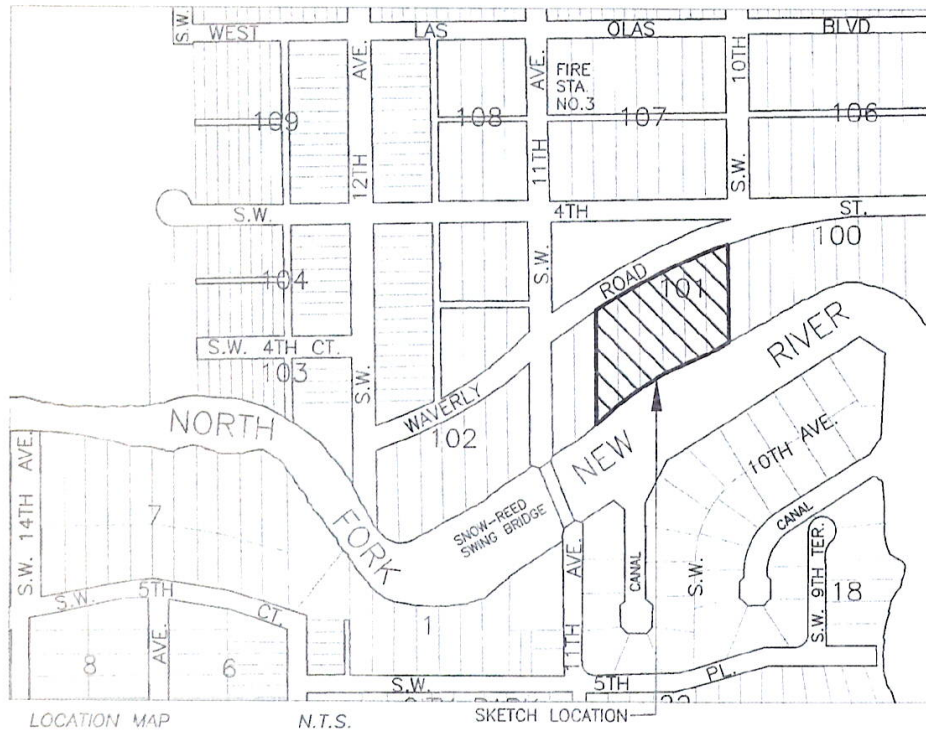 S.W.
WEST
LAS
OLAS
BLVD
AVE.
AVE.
10TH
FIRE
STA.
NO.3
109
108
107
106
12TH
11TH
S.W.
S.W.
4TH
ST.
100
S.W.
ROAD
101
104
S.W. 4TH CT.
103
S.W.
WAVERLY
102
NORTH
FORK
NEW
RIVER
SNOW-REED
SWING BRIDGE
10TH AVE.
S.W.
CANAL
CANAL
S.W. 14TH AVE.
7
S.W.
5TH
CT.
AVE.
8
6
1
11TH AVE.
S.W. 9TH TER.
18
S.W.
5TH
PL.
LOCATION MAP
N.T.S.
SKETCH LOCATION